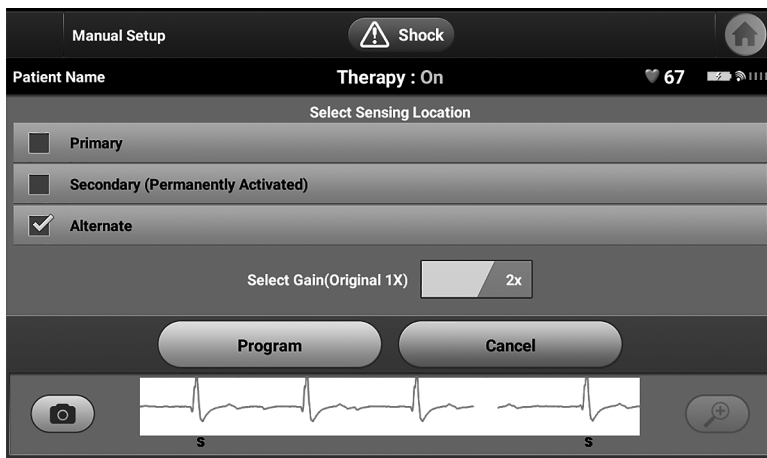 Manual Setup
Shock
Patient Name
Therapy : On
67
Select Sensing Location
Primary
Secondary (Permanently Activated)
Alternate
Select Gain(Original 1X)
2x
Program
Cancel
S
S